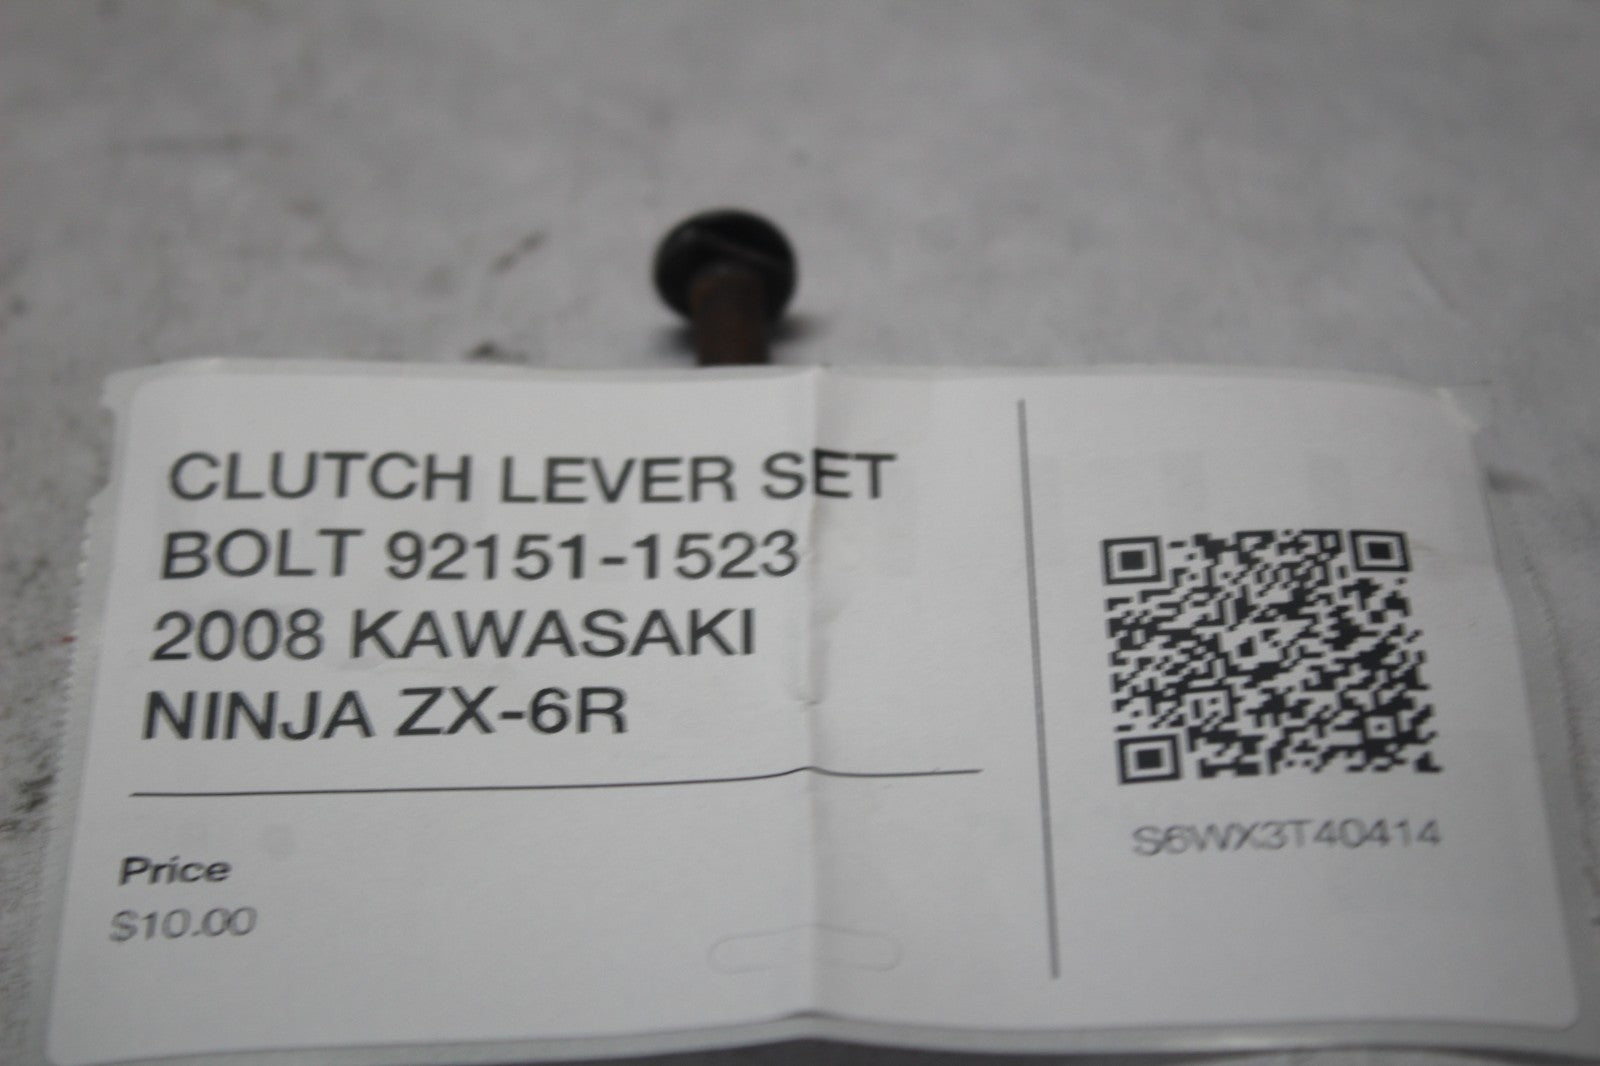 CLUTCH LEVER SET
BOLT 92151-1523
2008 KAWASAKI
NINJA ZX-6R
Price
$10.00
S6WX3T40414